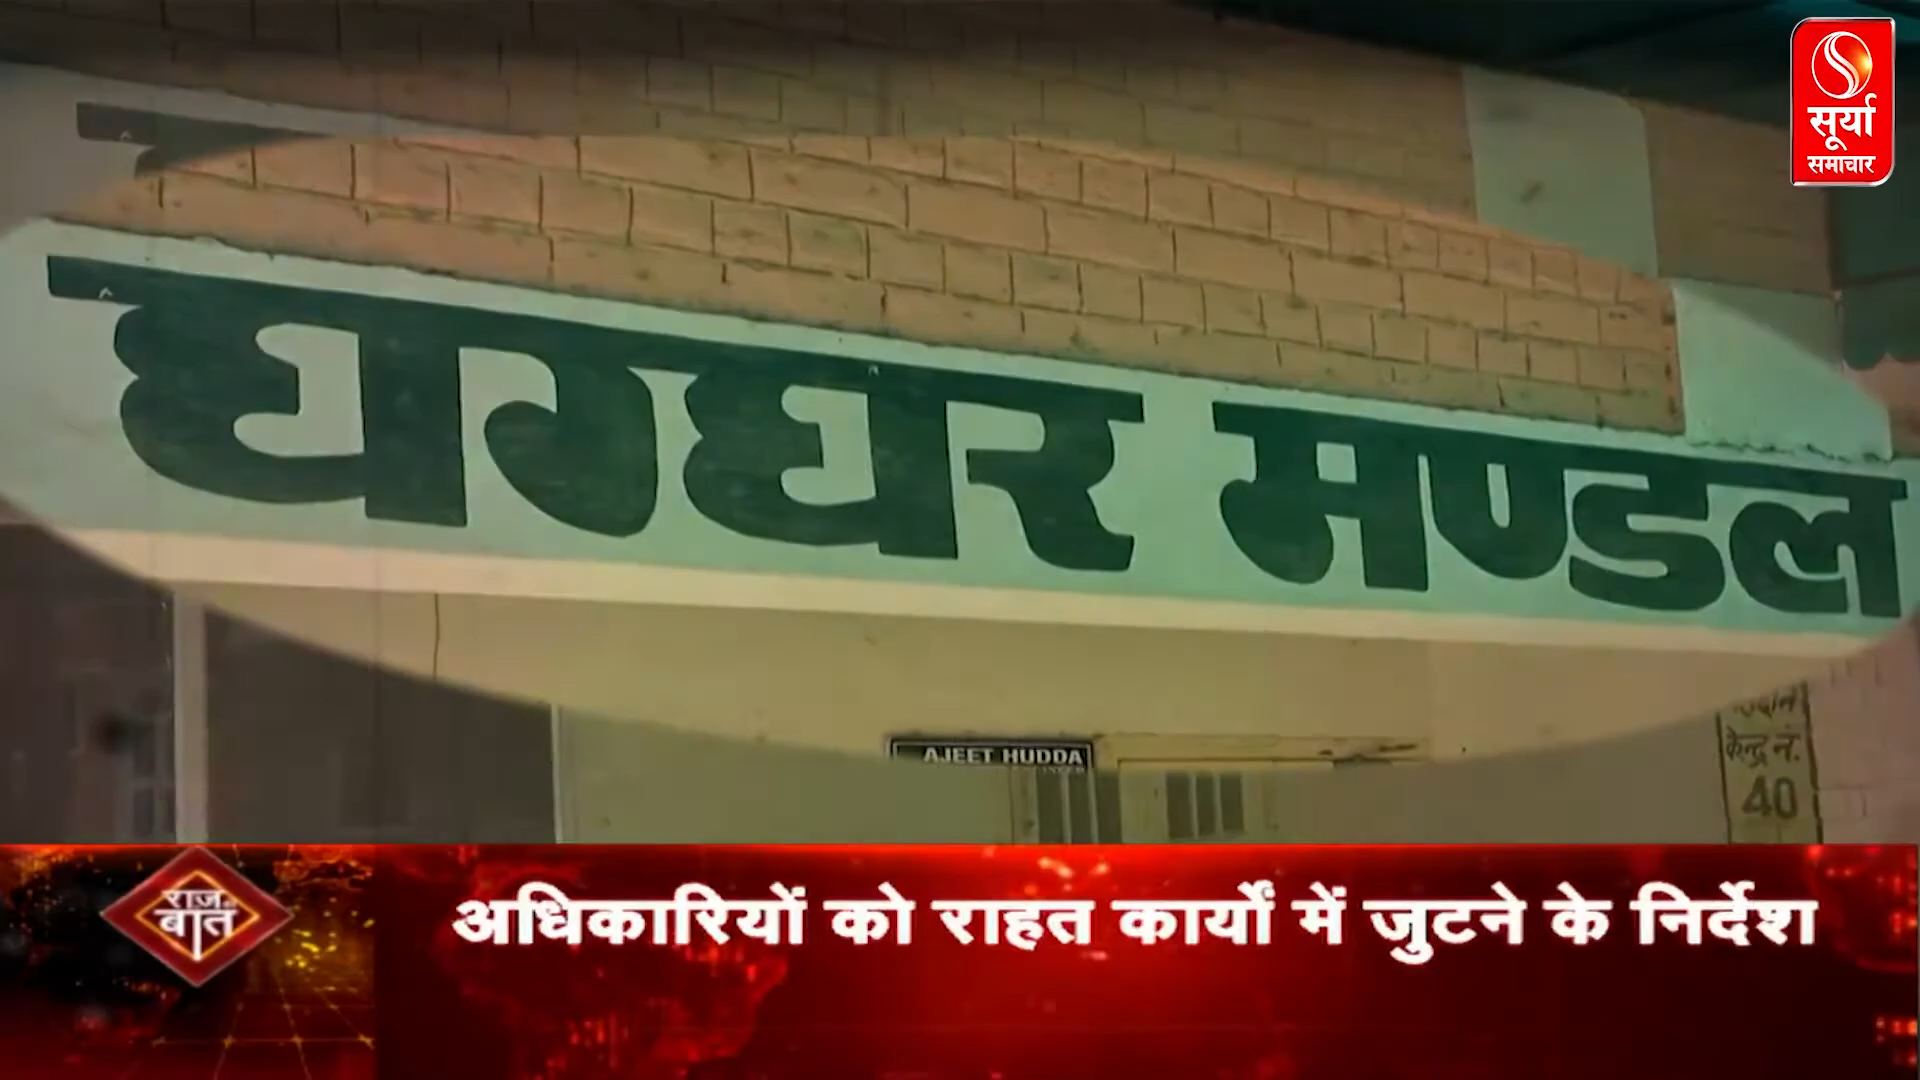 सूर्या
समाचार
घग्घर मण्डल
AJEET HUDDA
केन्द्र नं.
40
राज
बात
अधिकारियों को राहत कार्यों में जुटने के निर्देश